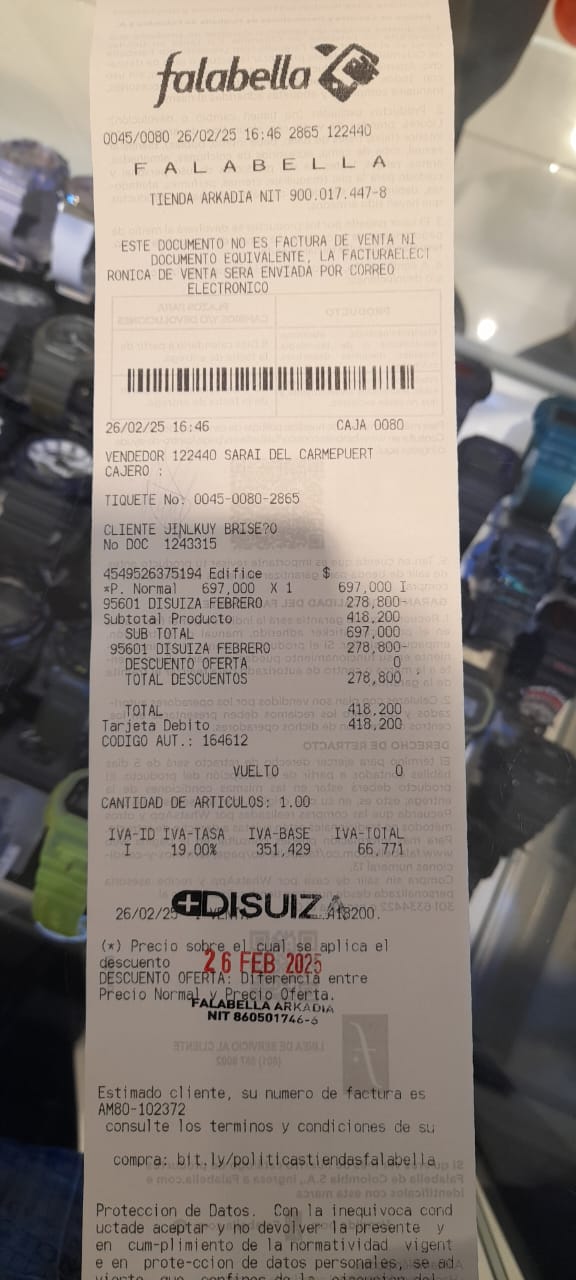 falabella
0045/0080 26/02/25 16:46 2865 122440
F A L A B E L L A
TIENDA ARKADIA NIT 900.017.447-8
ESTE DOCUMENTO NO ES FACTURA DE VENTA NI
DOCUMENTO EQUIVALENTE, LA FACTURAELECT
RONICA DE VENTA SERA ENVIADA POR CORREO
ELECTRONICO
26/02/25 16:46 CAJA 0080
VENDEDOR 122440 SARAI DEL CARMEPUERT
CAJERO :
TIQUETE No: 0045-0080-2865
CLIENTE JINLKUY BRISE?O
No DOC 1243315
4549526375194 Edifice $
*P. Normal 697,000 X 1 697,000 I
95601 DISUIZA FEBRERO 278,800-
Subtotal Producto 418,200
SUB TOTAL 697,000
95601 DISUIZA FEBRERO 278,800-
DESCUENTO OFERTA 0
TOTAL DESCUENTOS 278,800
TOTAL 418,200
Tarjeta Debito 418,200
CODIGO AUT.: 164612
VUELTO 0
CANTIDAD DE ARTICULOS: 1.00
IVA-ID IVA-TASA IVA-BASE IVA-TOTAL
I 19.00% 351,429 66,771
DISUIZA
26/02/25 418200.
(*) Precio sobre el cual se aplica el
descuento
26 FEB 2025
DESCUENTO OFERTA: Diferencia entre
Precio Normal y Precio Oferta.
FALABELLA ARKADIA
NIT 860501746-6
Estimado cliente, su numero de factura es
AM80-102372
consulte los terminos y condiciones de su
compra: bit.ly/politicastiendasfalabella
Proteccion de Datos. Con la inequivoca cond
uctade aceptar y no devolver la presente y
en cum-plimiento de la normatividad vigent
e en prote-ccion de datos personales, se ad